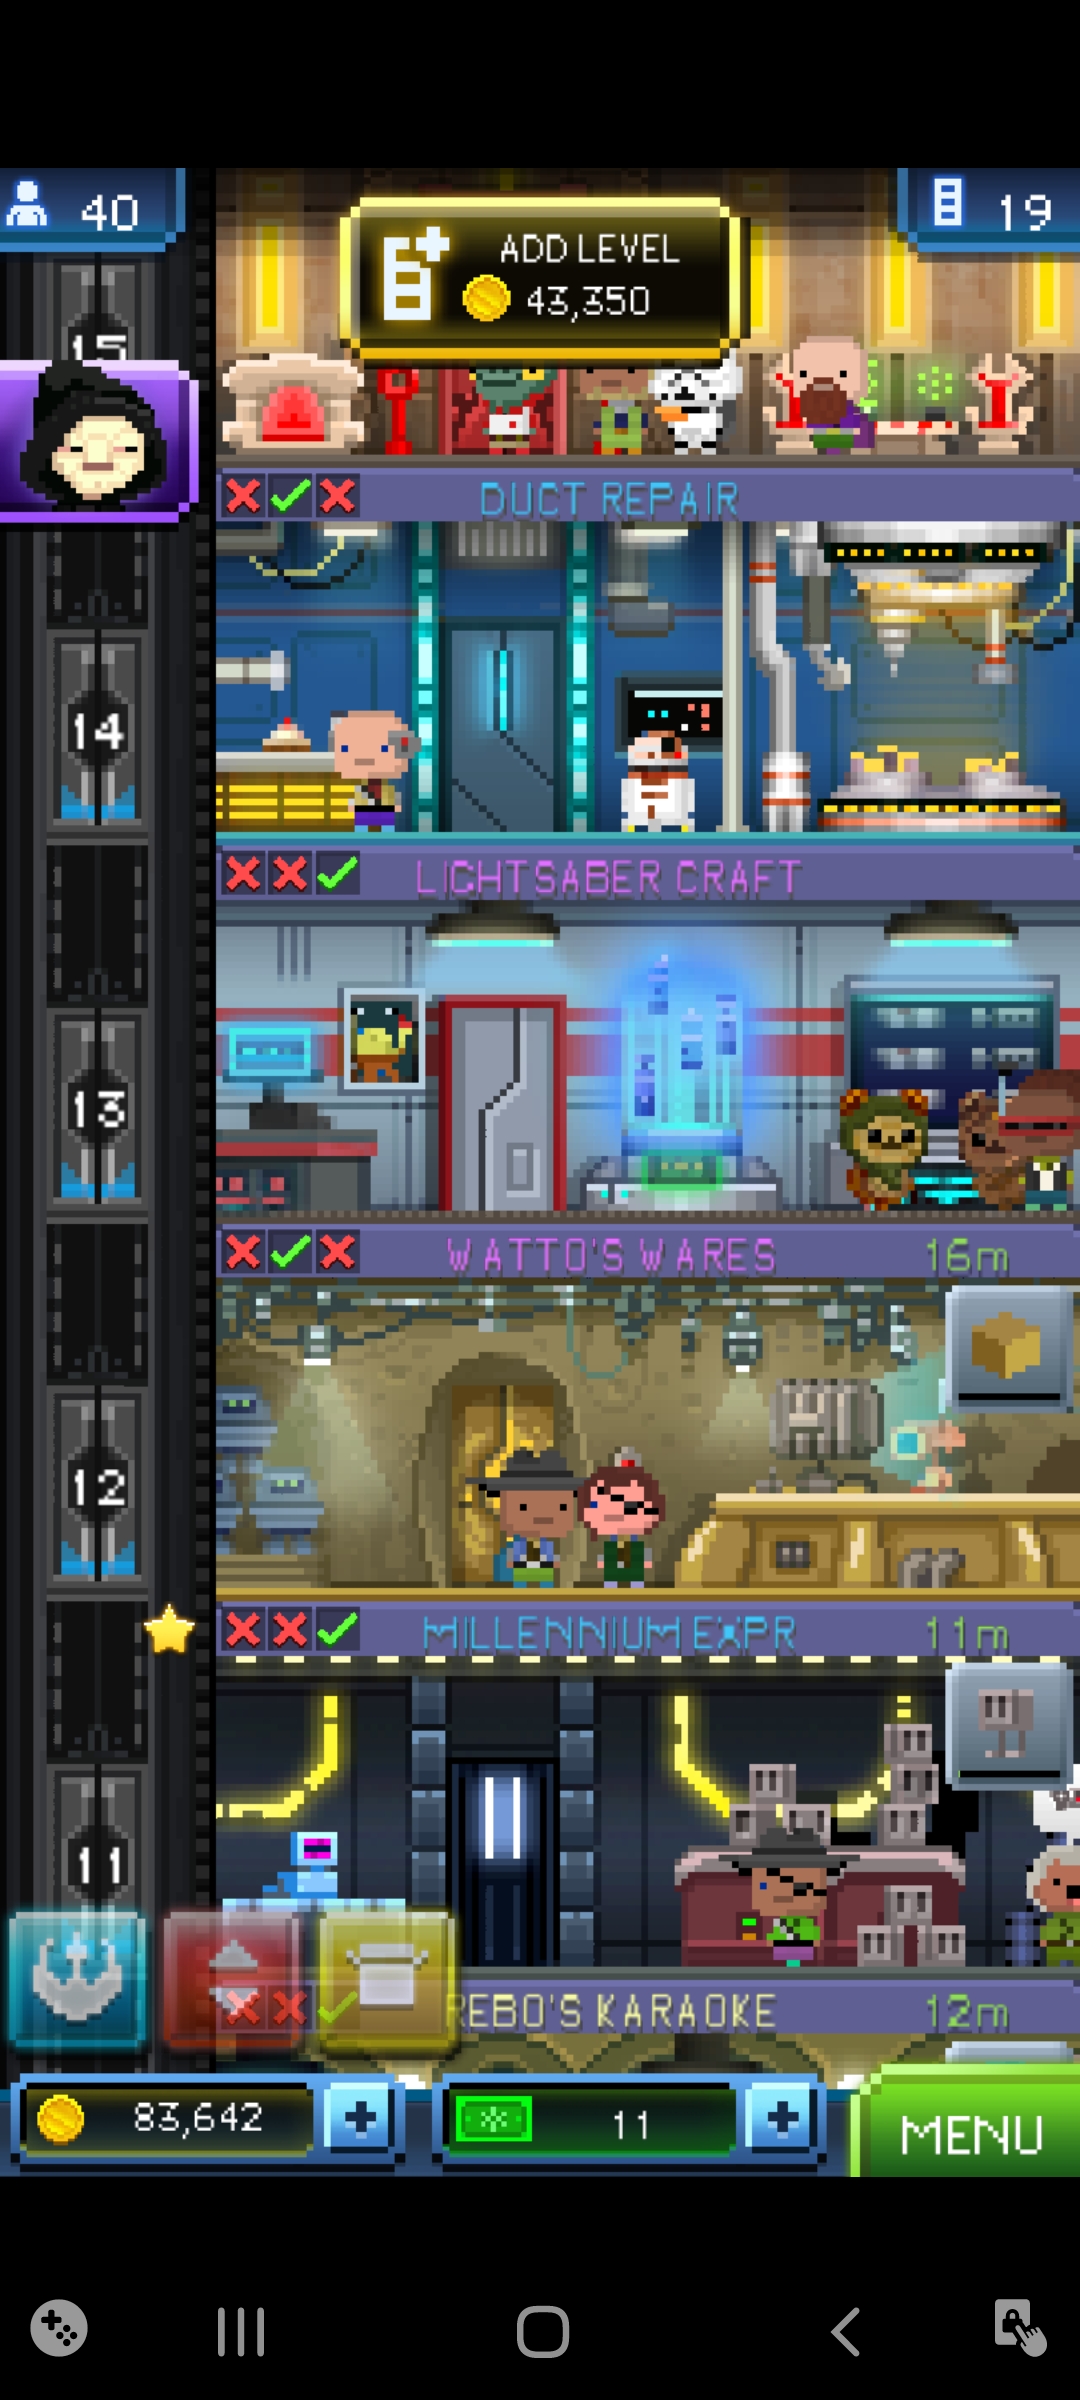 40
19
ADD LEVEL
43,350
15
DUCT REPAIR
14
LIGHTSABER CRAFT
13
WATTO'S WARES 16m
12
MILLENNIUM EXPR 11m
11
REBO'S KARAOKE 12m
83,642
11
MENU